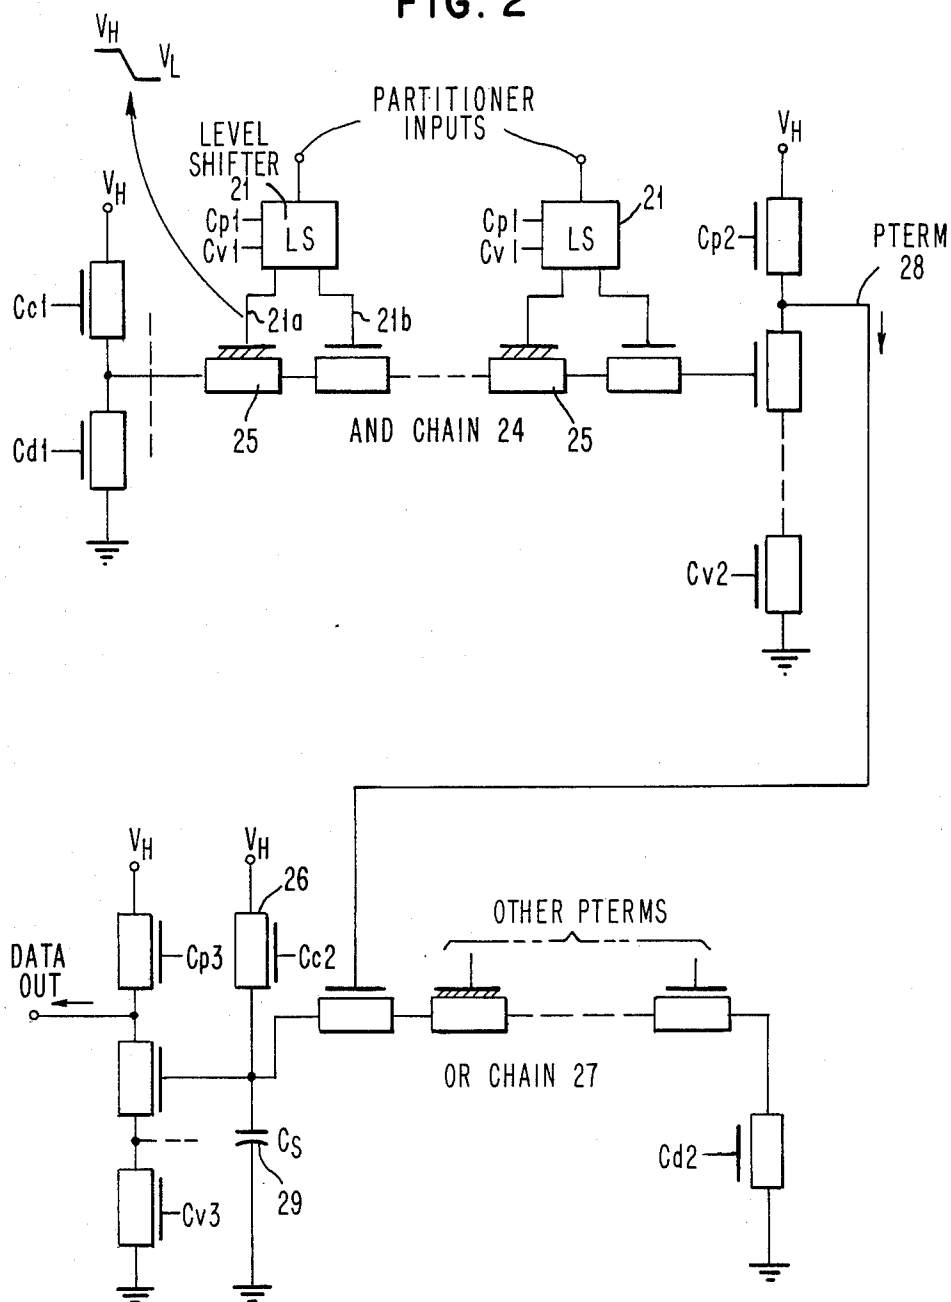 FIG. 2
VH
VL
PARTITIONER
INPUTS
LEVEL
SHIFTER
21
VH
VH
Cp1
Cv1
LS
Cp1
Cv1
LS
21
Cp2
PTERM
28
Cc1
21a
21b
25
AND CHAIN 24
25
Cd1
Cv2
VH
VH
26
OTHER PTERMS
DATA
OUT
Cp3
Cc2
OR CHAIN 27
CS
29
Cd2
Cv3